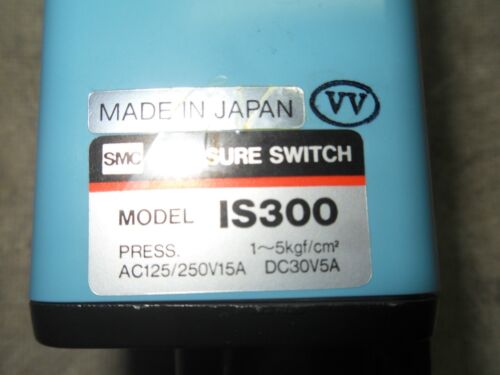 MADE IN JAPAN
VV
SMC SURE SWITCH
MODEL IS300
PRESS. 1~5kgf/cm²
AC125/250V15A DC30V5A